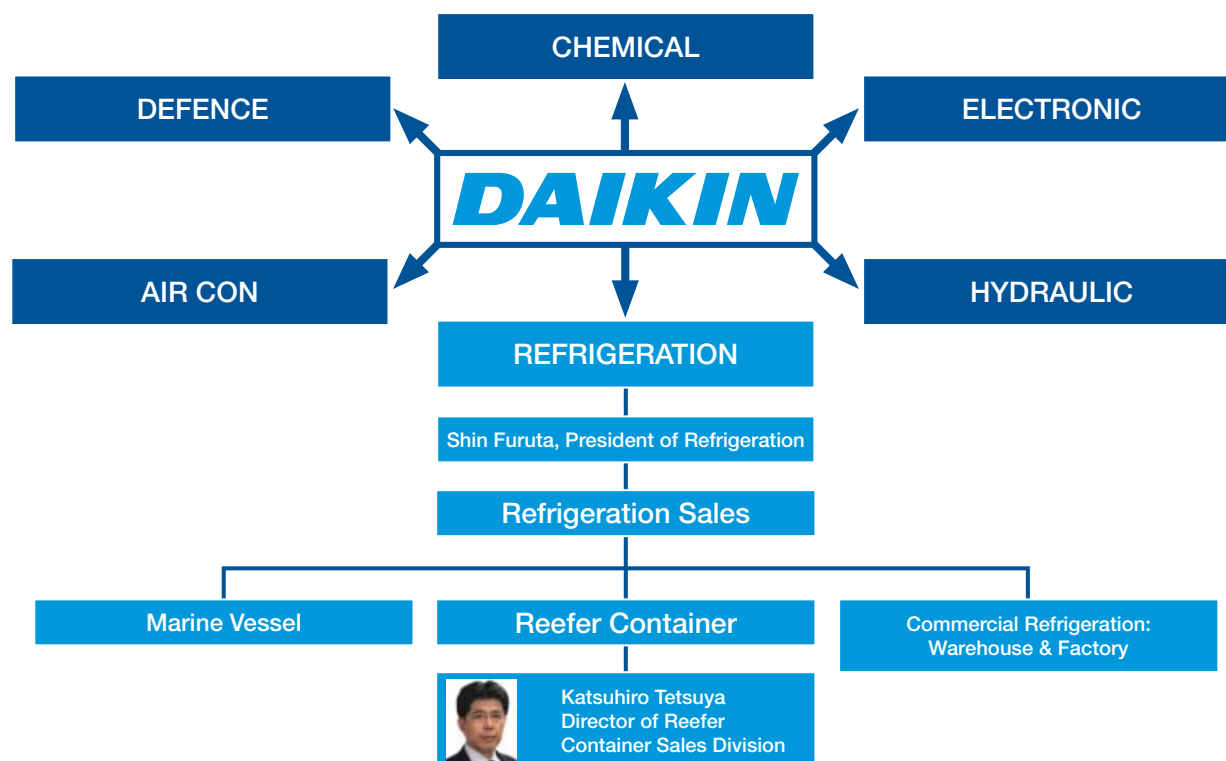 CHEMICAL
DEFENCE
ELECTRONIC
DAIKIN
AIR CON
HYDRAULIC
REFRIGERATION
Shin Furuta, President of Refrigeration
Refrigeration Sales
Marine Vessel
Reefer Container
Commercial Refrigeration:
Warehouse & Factory
Katsuhiro Tetsuya
Director of Reefer
Container Sales Division